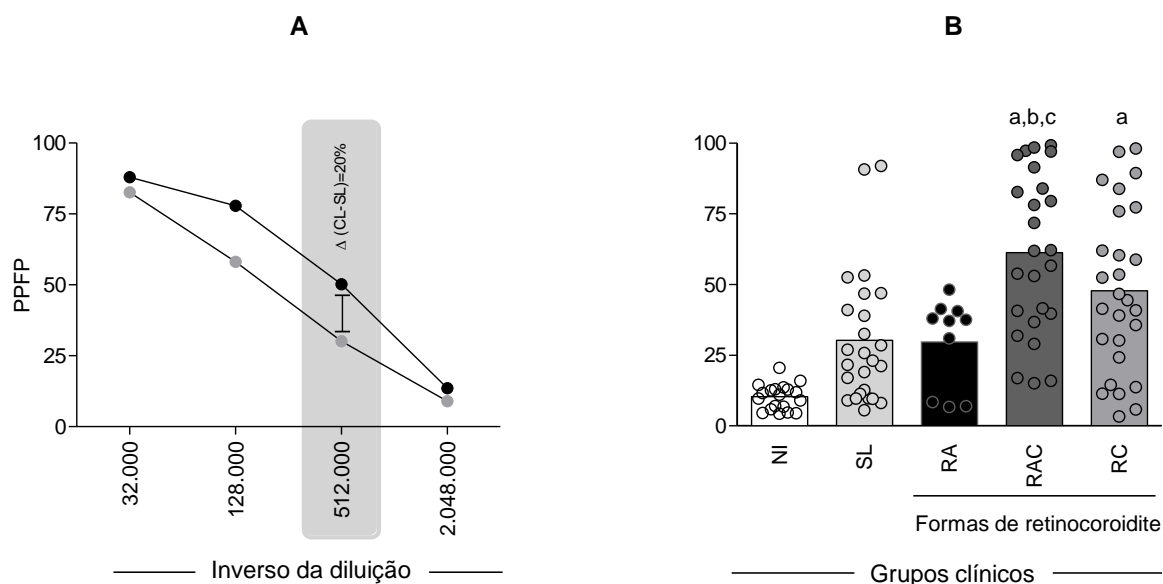 A
100
75
50
25
0
PPFP
Δ (CL-SL)=20%
32.000
128.000
512.000
2.048.000
Inverso da diluição
B
a,b,c
a
100
75
50
25
0
NI
SL
RA
RAC
RC
Formas de retinocoroidite
Grupos clínicos